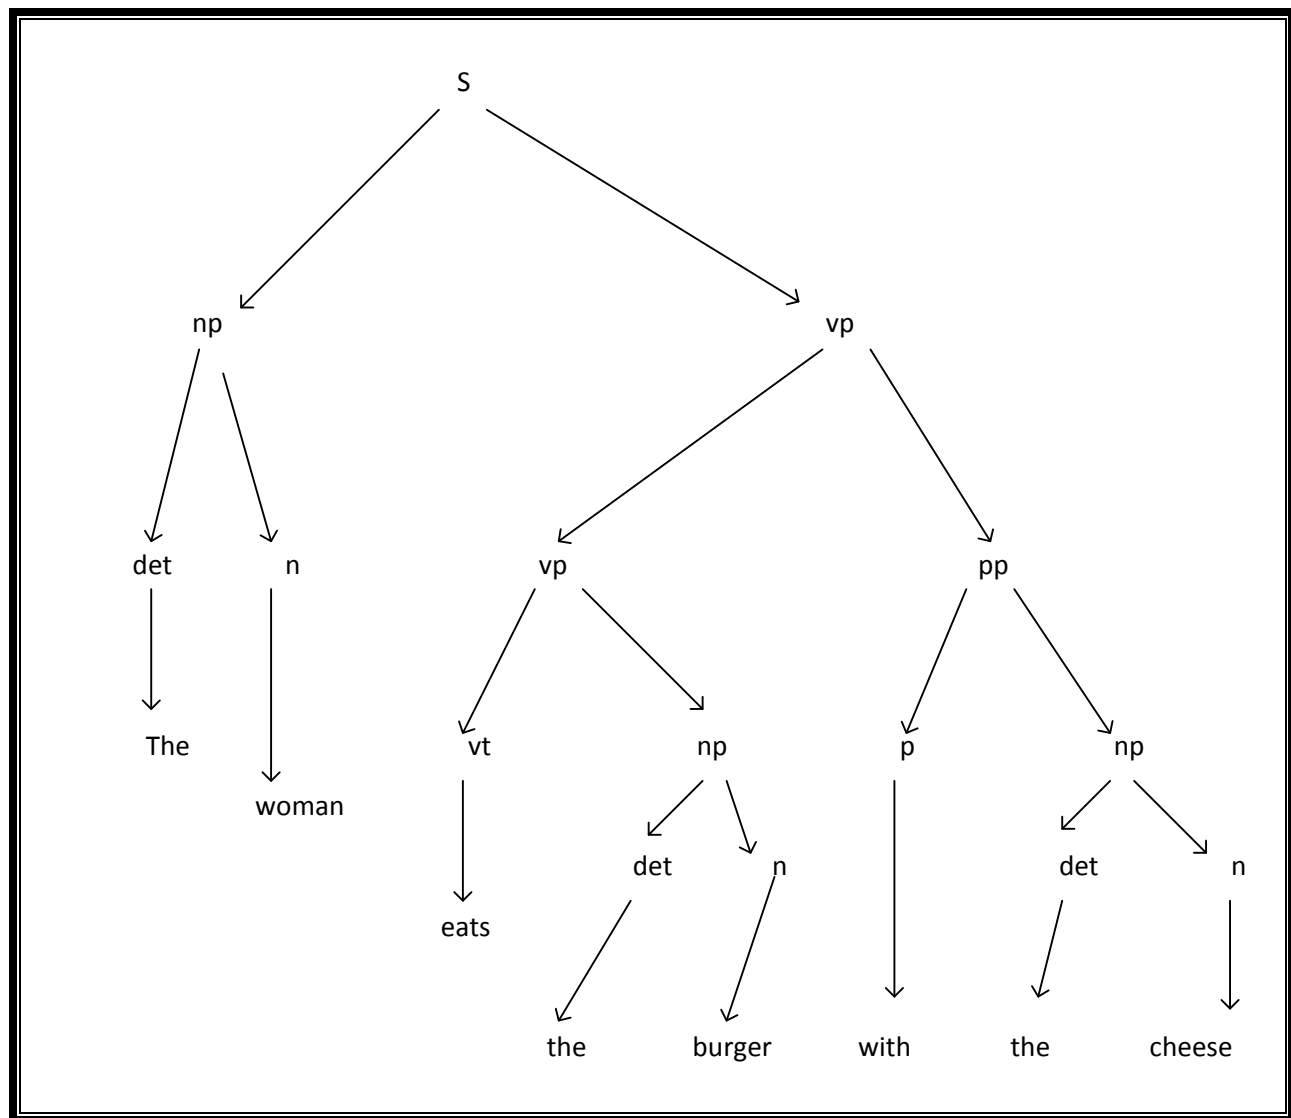 S
np vp
det n vp pp
The vt np p np
woman
det n det n
eats
the burger with the cheese